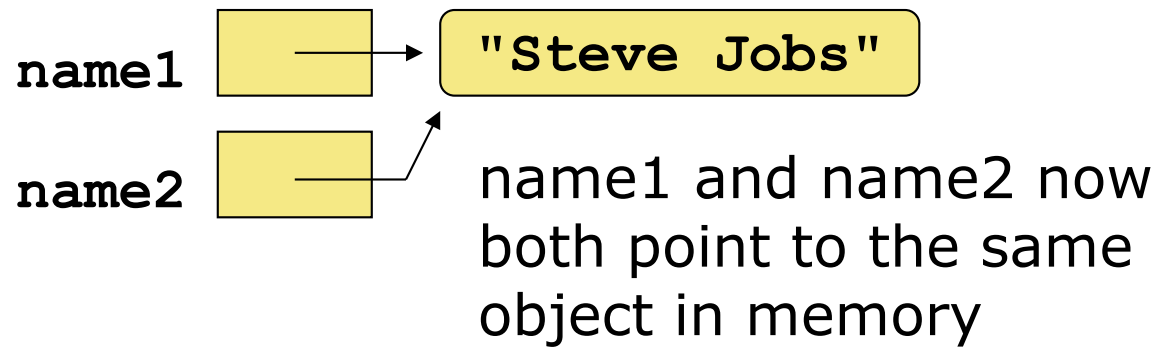 name1
"Steve Jobs"
name2
name1 and name2 now
both point to the same
object in memory